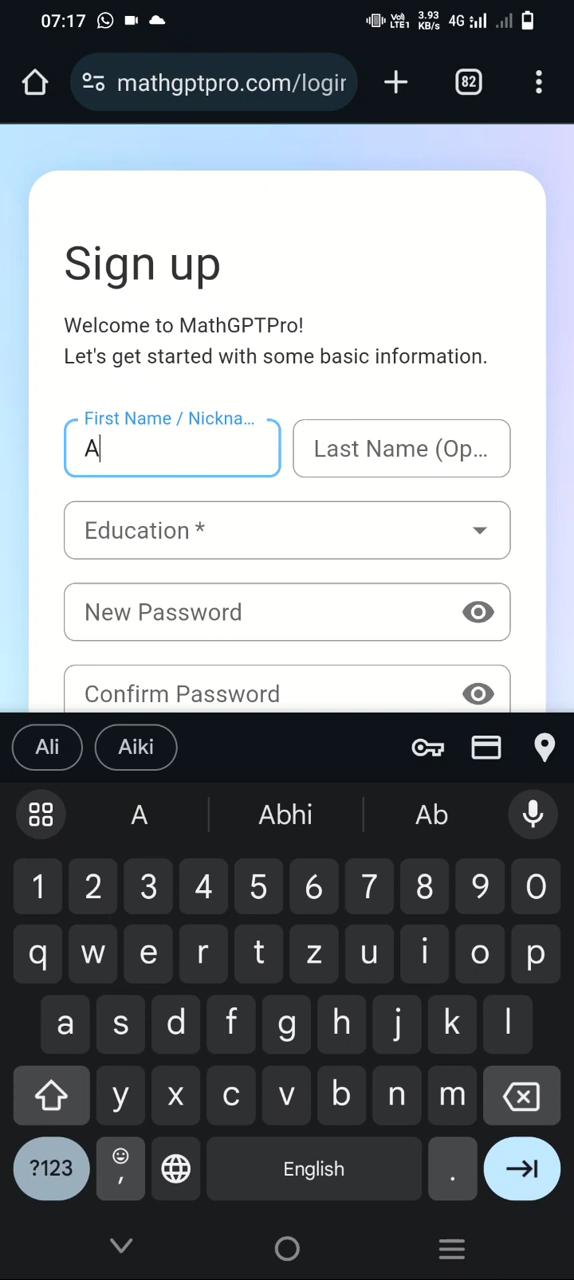 07:17 Vol) LTE1 3.93 KB/s 4G
mathgptpro.com/login 82
Sign up
Welcome to MathGPTPro!
Let's get started with some basic information.
First Name / Nickna...
A Last Name (Op...
Education *
New Password
Confirm Password
Ali Aiki
A Abhi Ab
1 2 3 4 5 6 7 8 9 0
q w e r t z u i o p
a s d f g h j k l
y x c v b n m
?123 , English .